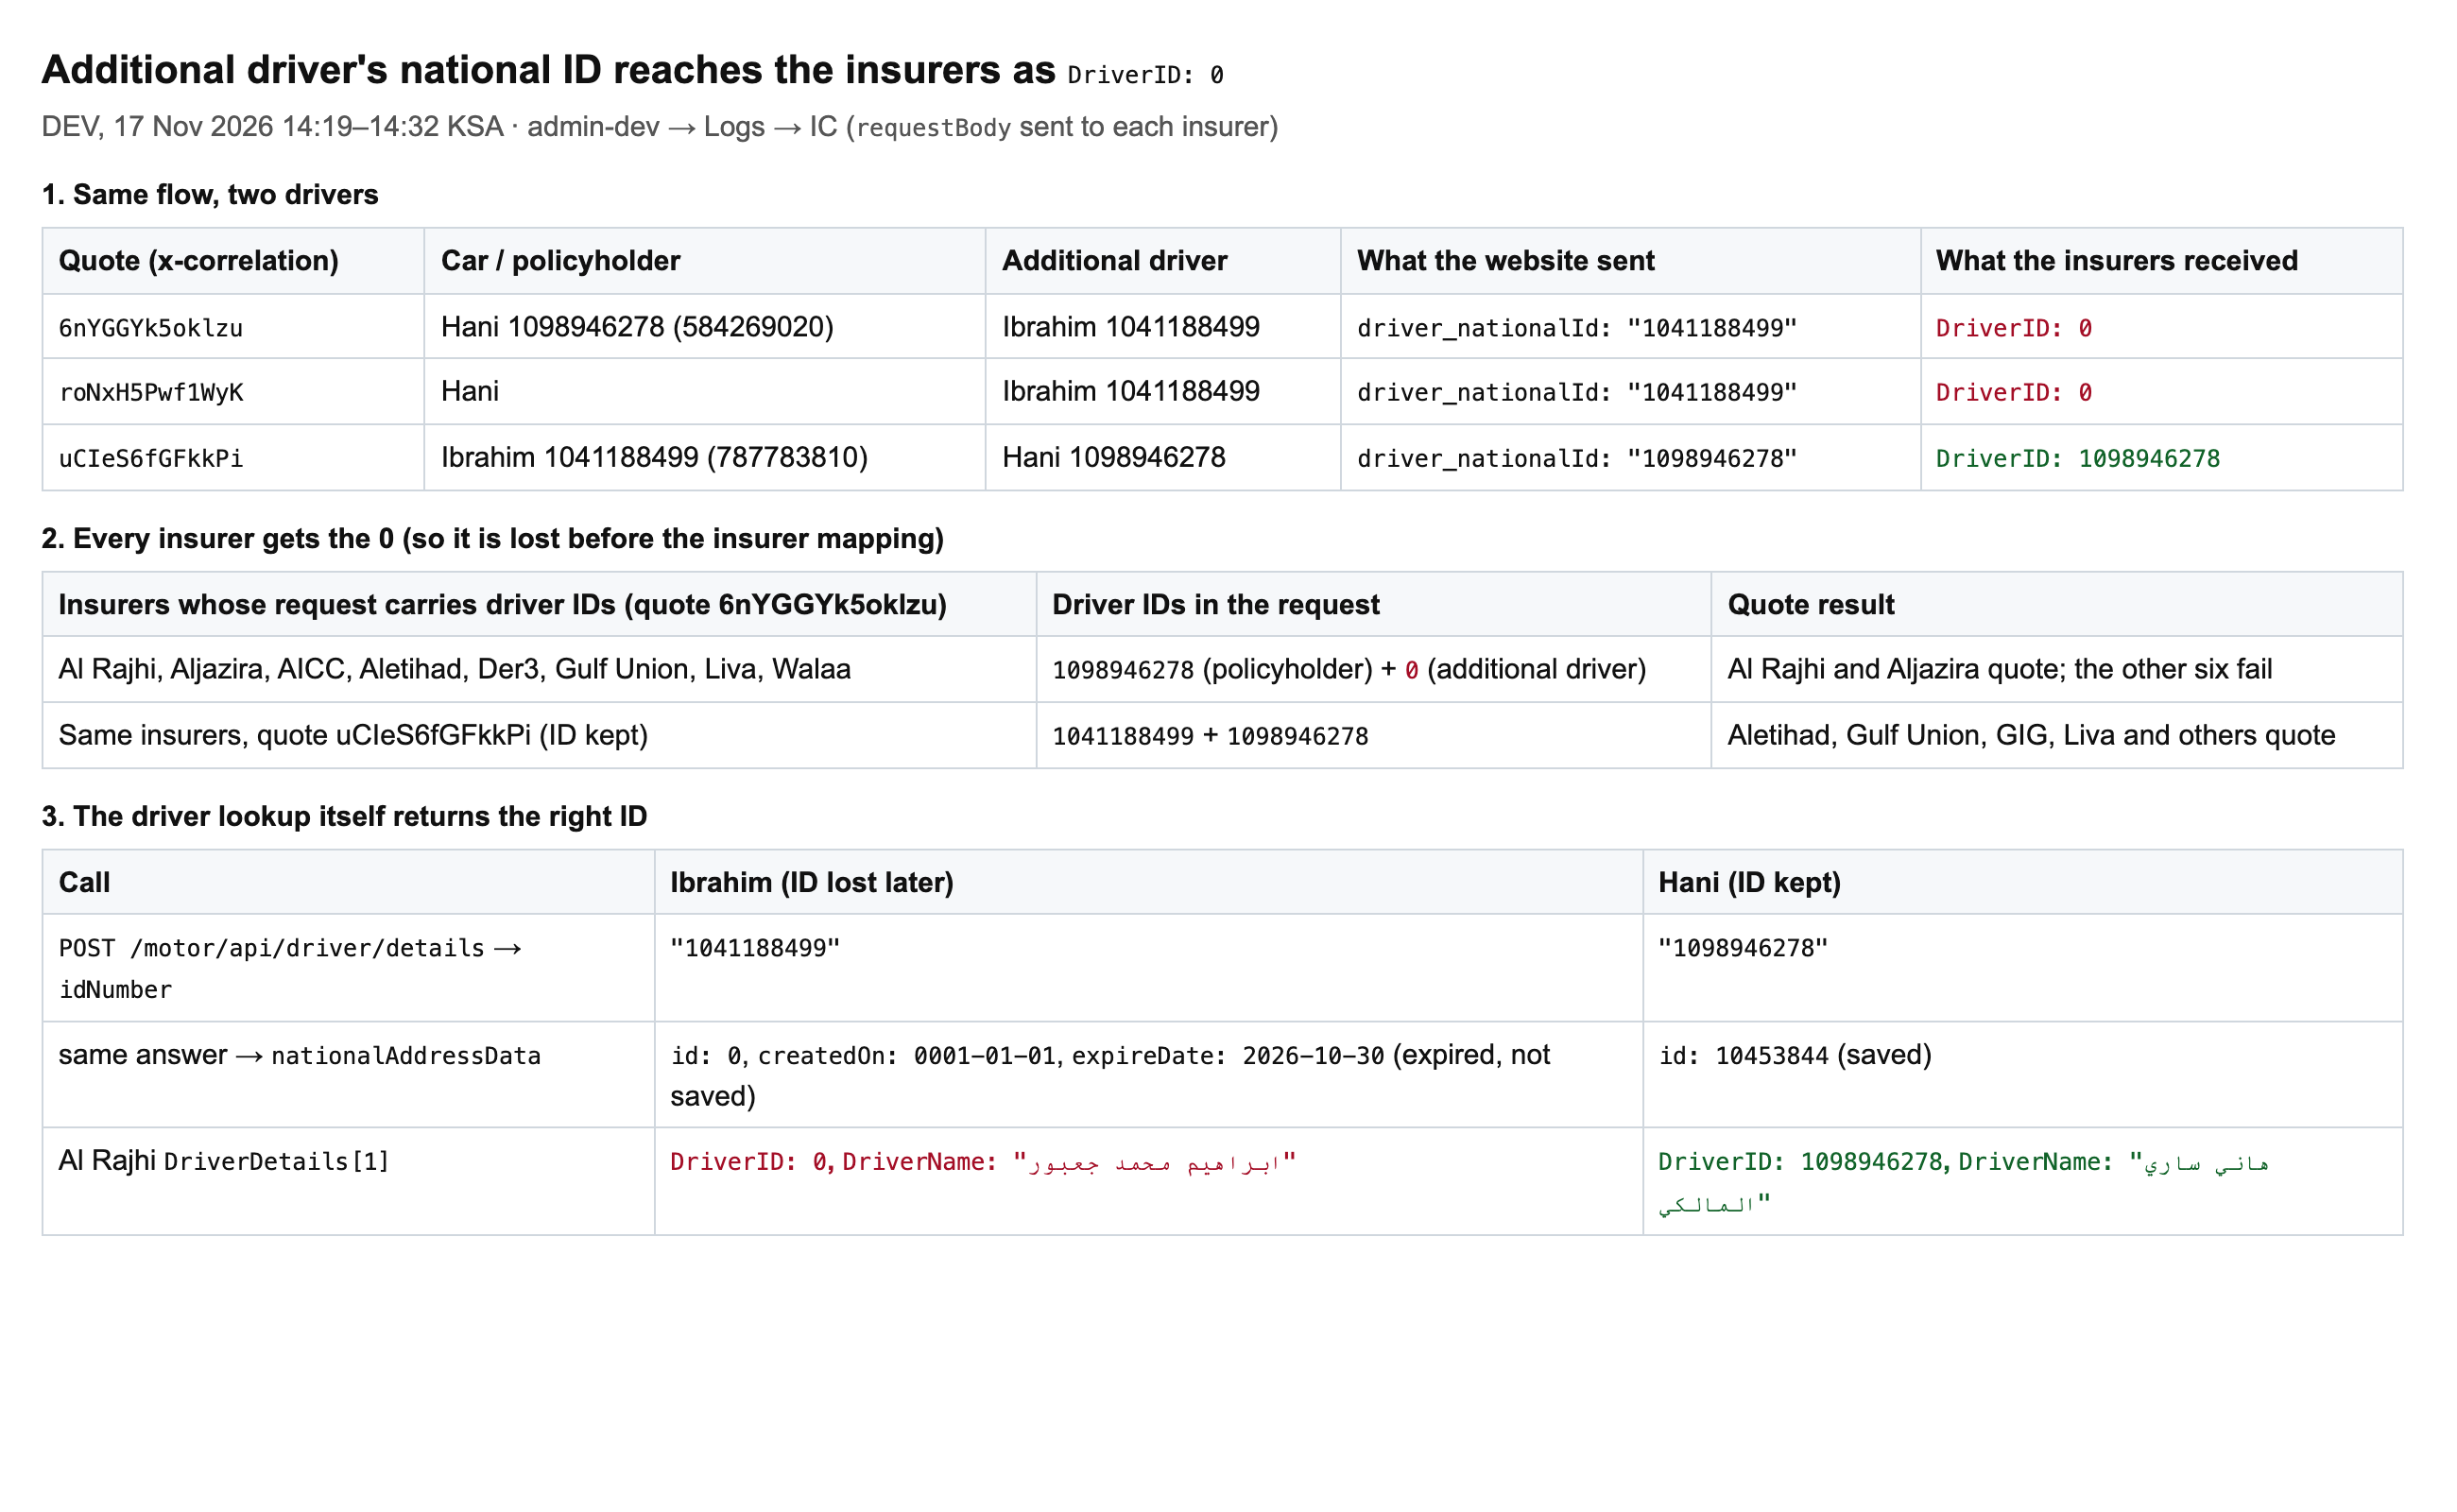 Additional driver's national ID reaches the insurers as DriverID: 0
DEV, 17 Nov 2026 14:19–14:32 KSA · admin-dev → Logs → IC (requestBody sent to each insurer)
1. Same flow, two drivers
Quote (x-correlation) Car / policyholder Additional driver What the website sent What the insurers received
6nYGGYk5oklzu Hani 1098946278 (584269020) Ibrahim 1041188499 driver_nationalId: "1041188499" DriverID: 0
roNxH5Pwf1WyK Hani Ibrahim 1041188499 driver_nationalId: "1041188499" DriverID: 0
uCIeS6fGFkkPi Ibrahim 1041188499 (787783810) Hani 1098946278 driver_nationalId: "1098946278" DriverID: 1098946278
2. Every insurer gets the 0 (so it is lost before the insurer mapping)
Insurers whose request carries driver IDs (quote 6nYGGYk5oklzu) Driver IDs in the request Quote result
Al Rajhi, Aljazira, AICC, Aletihad, Der3, Gulf Union, Liva, Walaa 1098946278 (policyholder) + 0 (additional driver) Al Rajhi and Aljazira quote; the other six fail
Same insurers, quote uCIeS6fGFkkPi (ID kept) 1041188499 + 1098946278 Aletihad, Gulf Union, GIG, Liva and others quote
3. The driver lookup itself returns the right ID
Call Ibrahim (ID lost later) Hani (ID kept)
POST /motor/api/driver/details → "1041188499" "1098946278"
idNumber
same answer → nationalAddressData id: 0, createdOn: 0001-01-01, expireDate: 2026-10-30 (expired, not id: 10453844 (saved)
saved)
Al Rajhi DriverDetails[1] DriverID: 0, DriverName: "ابراهيم محمد جعبور" DriverID: 1098946278, DriverName: "هاني ساري
المالكي"